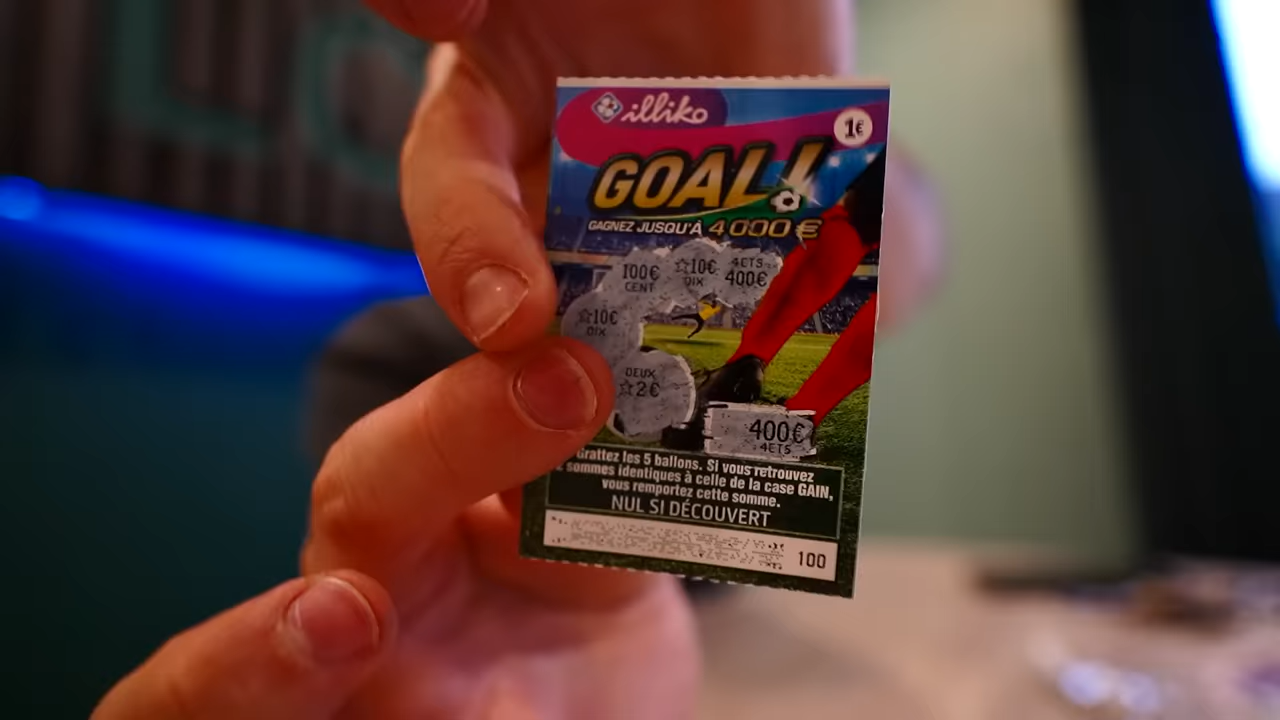 illiko
1€
GOAL!
GAGNEZ JUSQU'À 4 000 €
100€
CENT
☆10€
DIX
4ETS
400€
☆10€
DIX
DEUX
☆2€
400€
4ETS
Grattez les 5 ballons. Si vous retrouvez
sommes identiques à celle de la case GAIN,
vous remportez cette somme.
NUL SI DÉCOUVERT
100